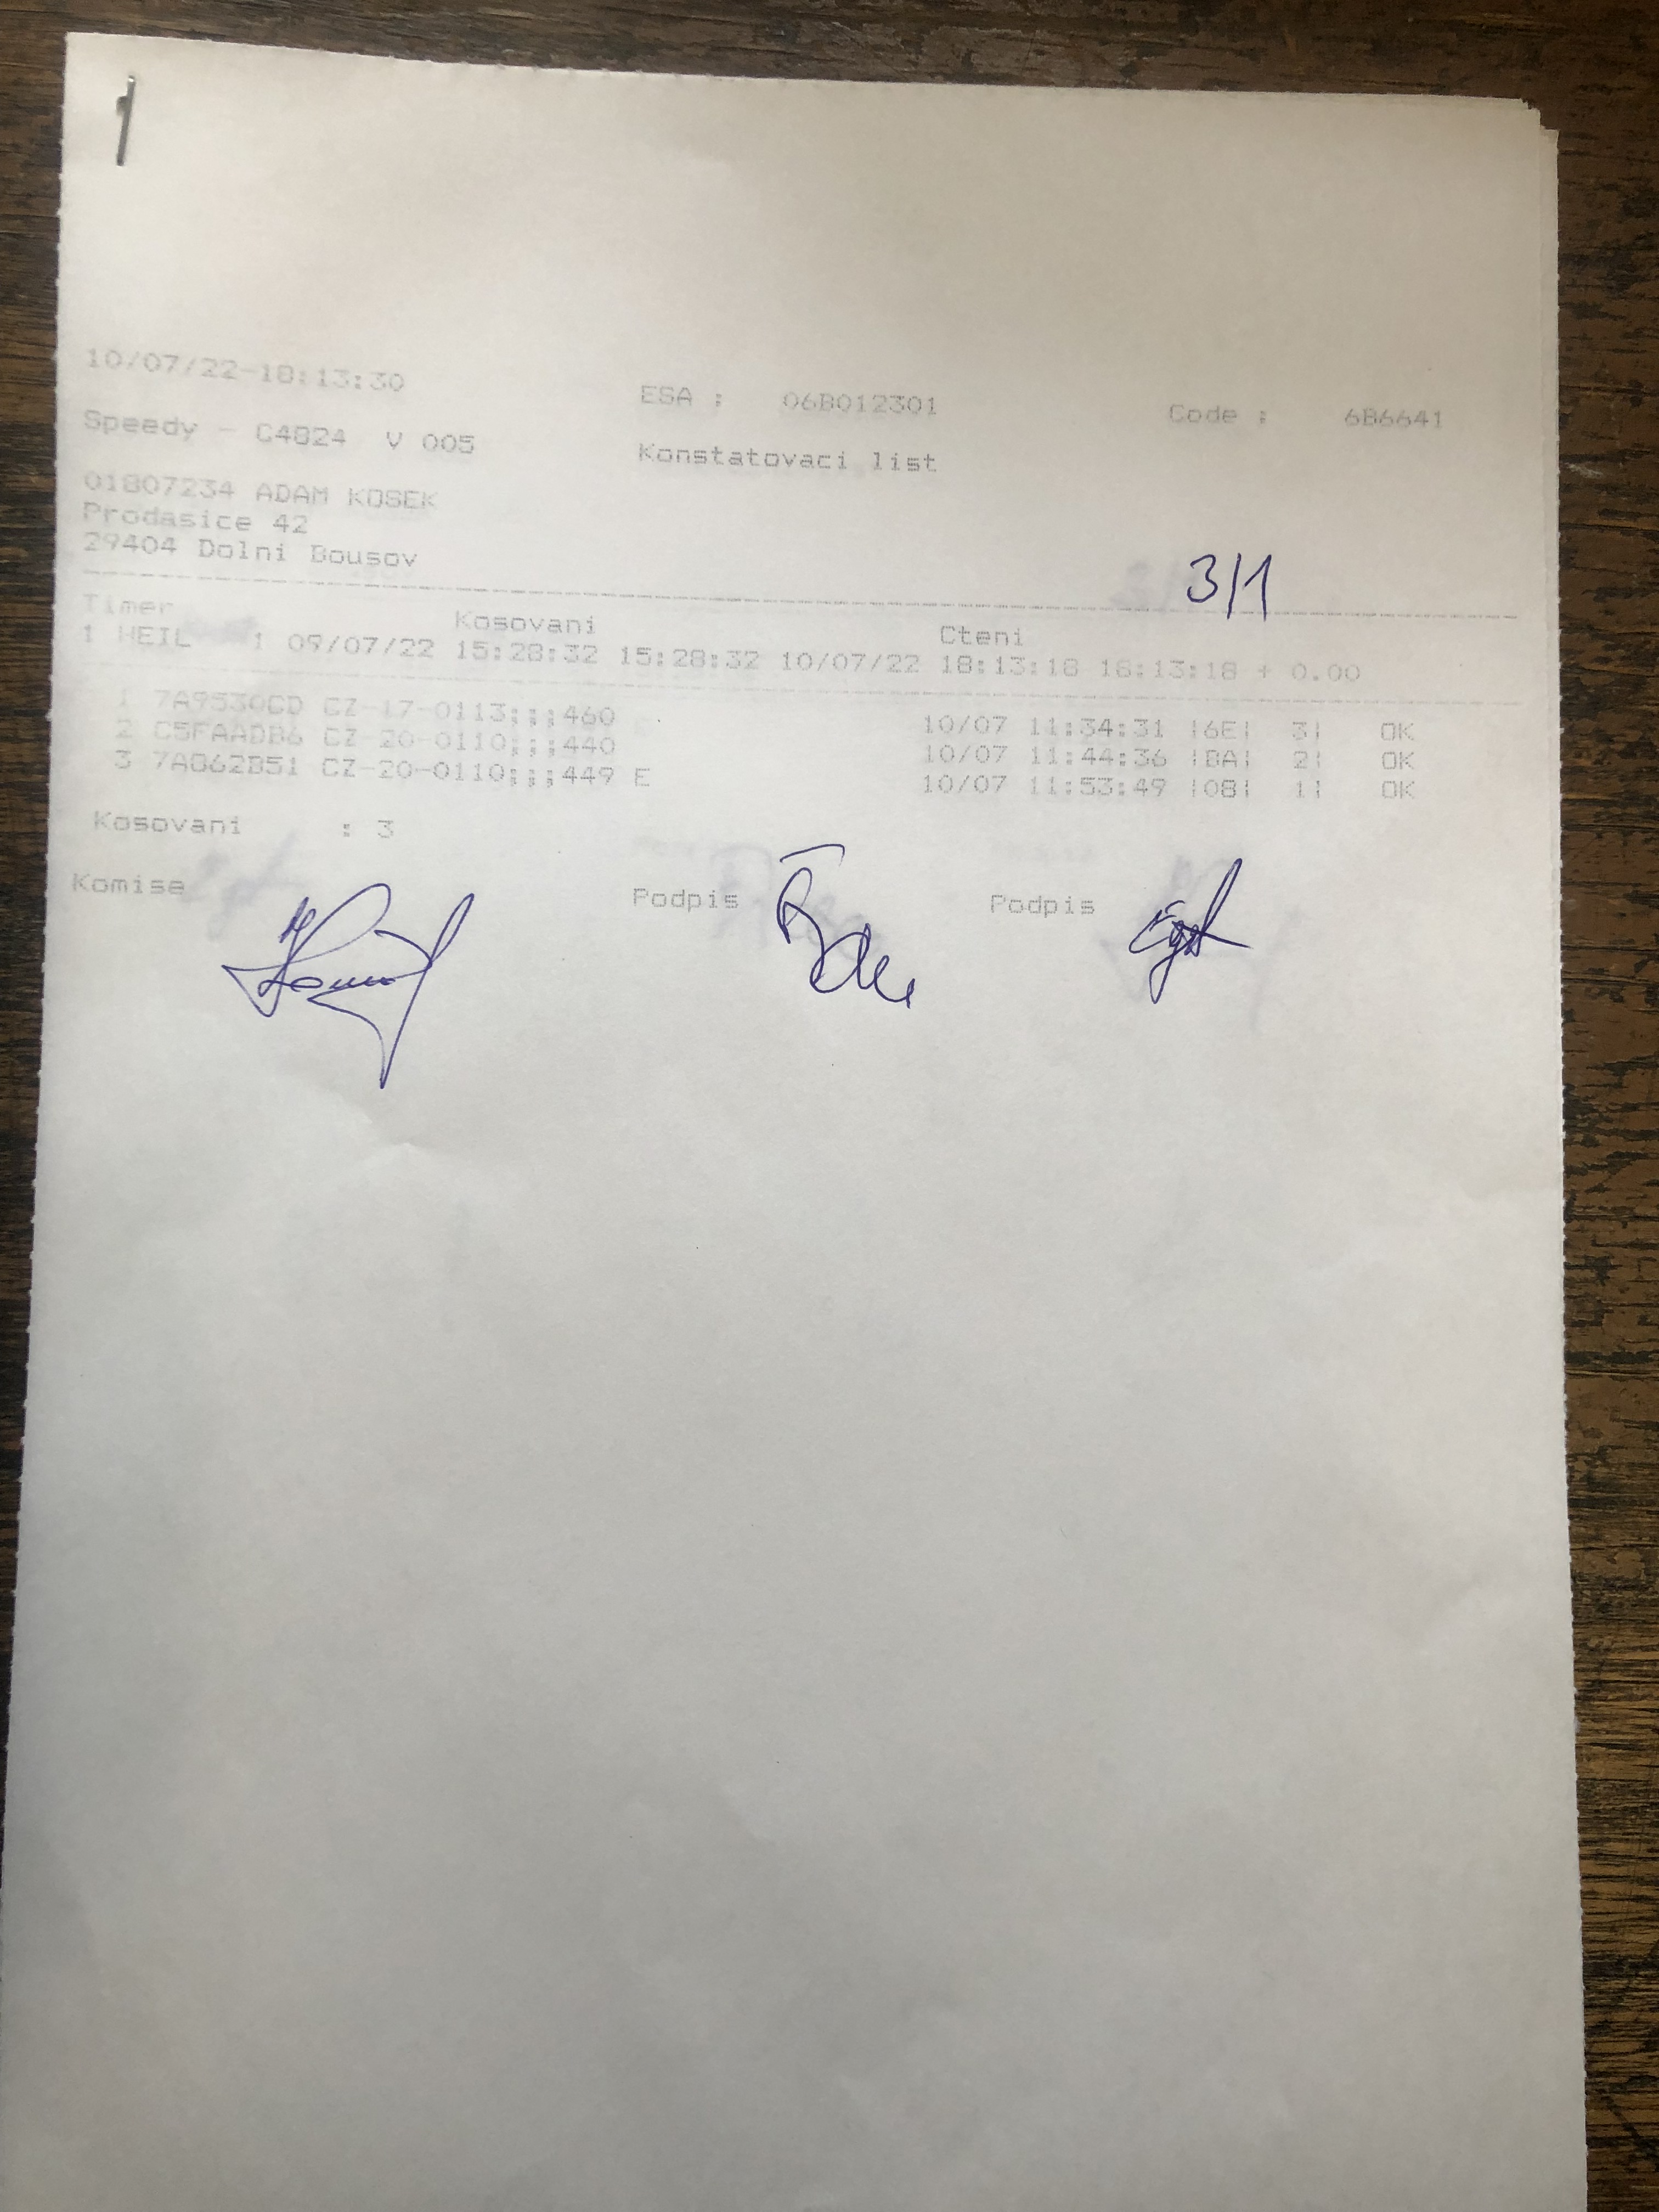 10/07/22-18:13:30
ESA : 06B012301 Code : 6B6641
Speedy - C4824 V 005
Konstatovaci list
01807234 ADAM KOSEK
Prodasice 42
29404 Dolni Bousov
3/1
Timer Kosovani Cteni
1 HEIL 1 09/07/22 15:28:32 15:28:32 10/07/22 18:13:18 18:13:18 + 0.00
1 7A9530CD CZ-17-0113;;;460 10/07 11:34:31 |6E| 3| OK
2 C5FAADB6 CZ-20-0110;;;440 10/07 11:44:36 |BA| 2| OK
3 7A862B51 CZ-20-0110;;;449 E 10/07 11:53:49 |08| 1| OK
Kosovani : 3
Komise Podpis Podpis